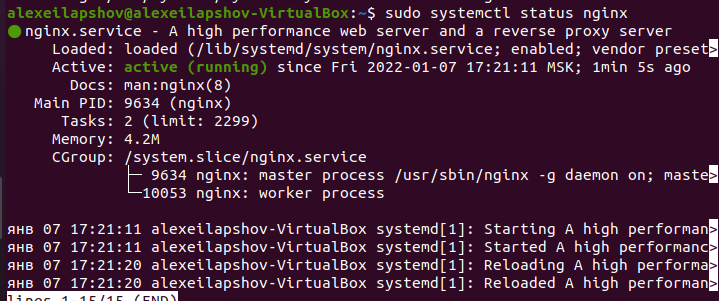 alexeilapshov@alexeilapshov-VirtualBox:~$ sudo systemctl status nginx
● nginx.service - A high performance web server and a reverse proxy server
     Loaded: loaded (/lib/systemd/system/nginx.service; enabled; vendor preset>
     Active: active (running) since Fri 2022-01-07 17:21:11 MSK; 1min 5s ago
       Docs: man:nginx(8)
   Main PID: 9634 (nginx)
      Tasks: 2 (limit: 2299)
     Memory: 4.2M
     CGroup: /system.slice/nginx.service
             ├─ 9634 nginx: master process /usr/sbin/nginx -g daemon on; maste>
             └─10053 nginx: worker process
янв 07 17:21:11 alexeilapshov-VirtualBox systemd[1]: Starting A high performan>
янв 07 17:21:11 alexeilapshov-VirtualBox systemd[1]: Started A high performanc>
янв 07 17:21:20 alexeilapshov-VirtualBox systemd[1]: Reloading A high performa>
янв 07 17:21:20 alexeilapshov-VirtualBox systemd[1]: Reloaded A high performan>
lines 1-15/15 (END)